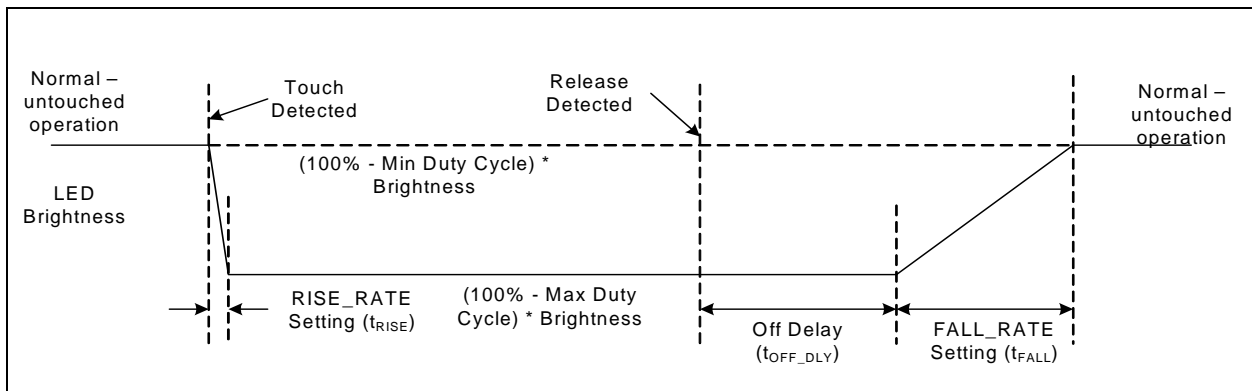 Normal –
untouched
operation
Touch
Detected
Release
Detected
Normal –
untouched
operation
(100% - Min Duty Cycle) *
Brightness
LED
Brightness
RISE_RATE
Setting (tRISE)
(100% - Max Duty
Cycle) * Brightness
Off Delay
(tOFF_DLY)
FALL_RATE
Setting (tFALL)